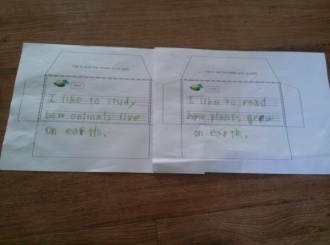 I like to study
how animals live
on earth.
I like to read
how plants grow
on earth.